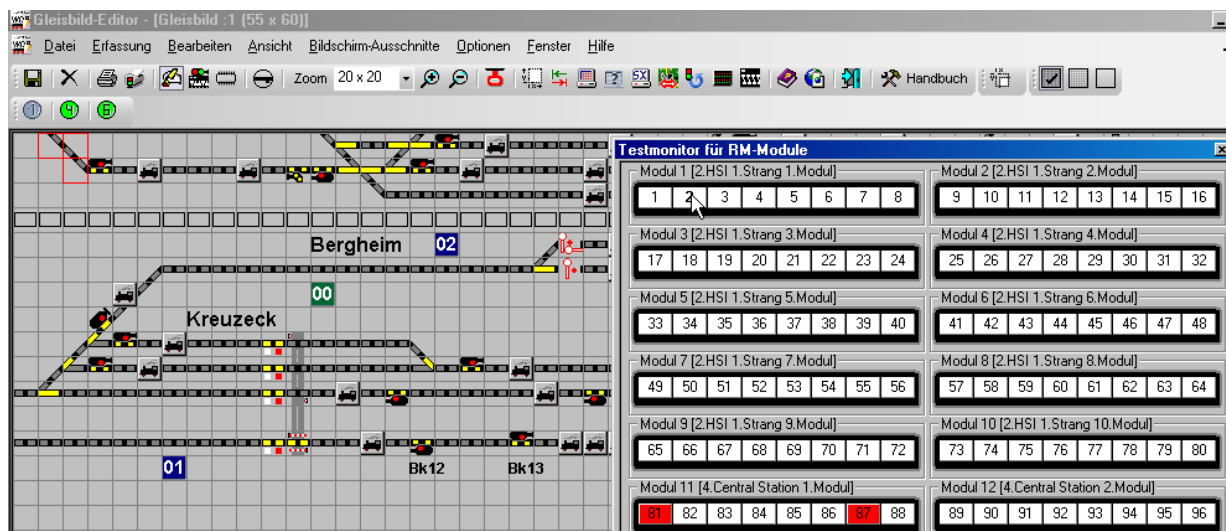 Gleisbild-Editor - [Gleisbild :1 (55 x 60)]
Datei Erfassung Bearbeiten Ansicht Bildschirm-Ausschnitte Optionen Fenster Hilfe
Zoom 20 x 20 Handbuch
Testmonitor für RM-Module
Modul 1 [2.HSI 1.Strang 1.Modul] Modul 2 [2.HSI 1.Strang 2.Modul]
1 2 3 4 5 6 7 8 9 10 11 12 13 14 15 16
Bergheim 02
Modul 3 [2.HSI 1.Strang 3.Modul] Modul 4 [2.HSI 1.Strang 4.Modul]
17 18 19 20 21 22 23 24 25 26 27 28 29 30 31 32
00
Modul 5 [2.HSI 1.Strang 5.Modul] Modul 6 [2.HSI 1.Strang 6.Modul]
Kreuzeck
33 34 35 36 37 38 39 40 41 42 43 44 45 46 47 48
Modul 7 [2.HSI 1.Strang 7.Modul] Modul 8 [2.HSI 1.Strang 8.Modul]
49 50 51 52 53 54 55 56 57 58 59 60 61 62 63 64
Modul 9 [2.HSI 1.Strang 9.Modul] Modul 10 [2.HSI 1.Strang 10.Modul]
65 66 67 68 69 70 71 72 73 74 75 76 77 78 79 80
01 Bk12 Bk13
Modul 11 [4.Central Station 1.Modul] Modul 12 [4.Central Station 2.Modul]
81 82 83 84 85 86 87 88 89 90 91 92 93 94 95 96